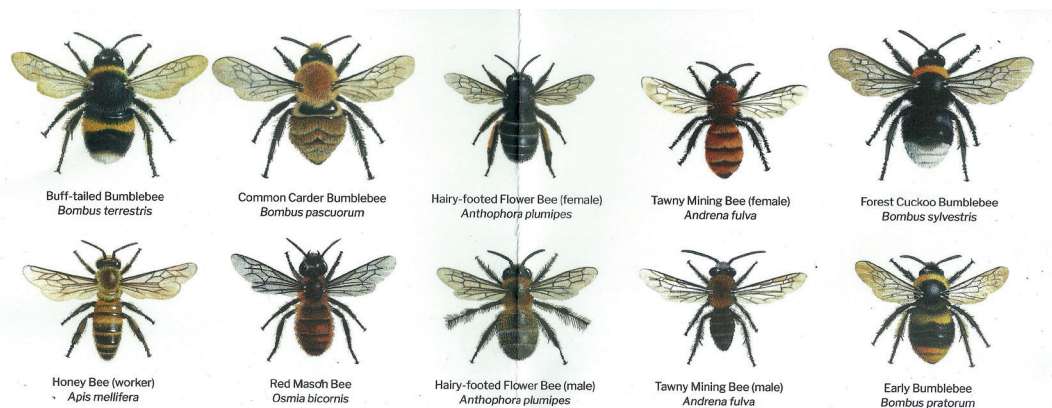 Buff-tailed Bumblebee
Bombus terrestris
Common Carder Bumblebee
Bombus pascuorum
Hairy-footed Flower Bee (female)
Anthophora plumipes
Tawny Mining Bee (female)
Andrena fulva
Forest Cuckoo Bumblebee
Bombus sylvestris
Honey Bee (worker)
Apis mellifera
Red Mason Bee
Osmia bicornis
Hairy-footed Flower Bee (male)
Anthophora plumipes
Tawny Mining Bee (male)
Andrena fulva
Early Bumblebee
Bombus pratorum